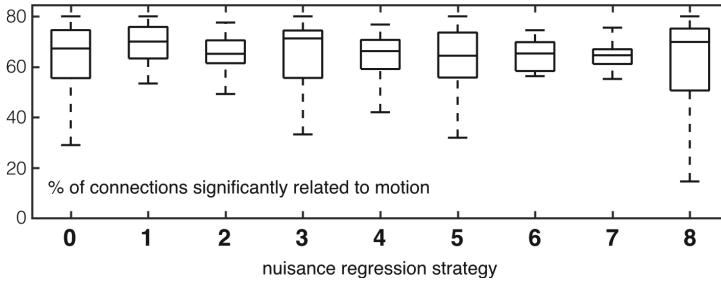 80
60
40
20
0
% of connections significantly related to motion
0 1 2 3 4 5 6 7 8
nuisance regression strategy